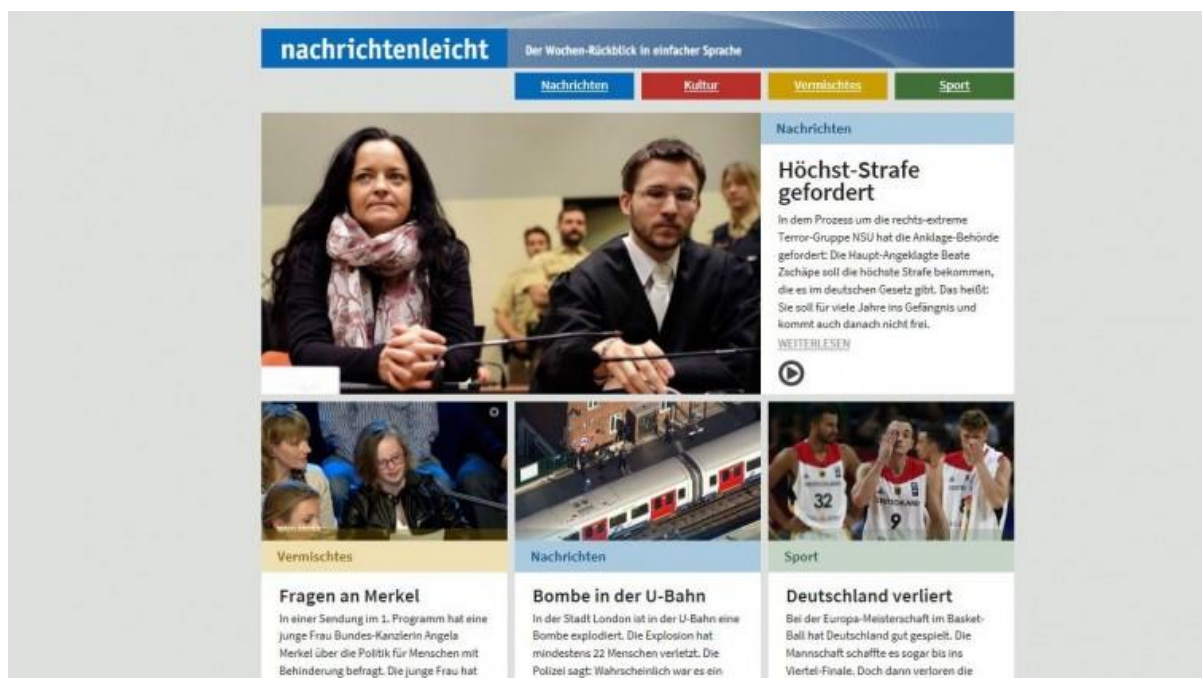 nachrichtenleicht
Der Wochen-Rückblick in einfacher Sprache
Nachrichten
Kultur
Vermischtes
Sport
Nachrichten
Höchst-Strafe
gefordert
In dem Prozess um die rechts-extreme
Terror-Gruppe NSU hat die Anklage-Behörde
gefordert: Die Haupt-Angeklagte Beate
Zschäpe soll die höchste Strafe bekommen,
die es im deutschen Gesetz gibt. Das heißt:
Sie soll für viele Jahre ins Gefängnis und
kommt auch danach nicht frei.
WEITERLESEN
Vermischtes
Fragen an Merkel
In einer Sendung im 1. Programm hat eine
junge Frau Bundes-Kanzlerin Angela
Merkel über die Politik für Menschen mit
Behinderung befragt. Die junge Frau hat
Nachrichten
Bombe in der U-Bahn
In der Stadt London ist in der U-Bahn eine
Bombe explodiert. Die Explosion hat
mindestens 22 Menschen verletzt. Die
Polizei sagt: Wahrscheinlich war es ein
DEUTSCHLAND
32
DEUTSCHLAND
9
8
Sport
Deutschland verliert
Bei der Europa-Meisterschaft im Basket-
Ball hat Deutschland gut gespielt. Die
Mannschaft schaffte es sogar bis ins
Viertel-Finale. Doch dann verloren die